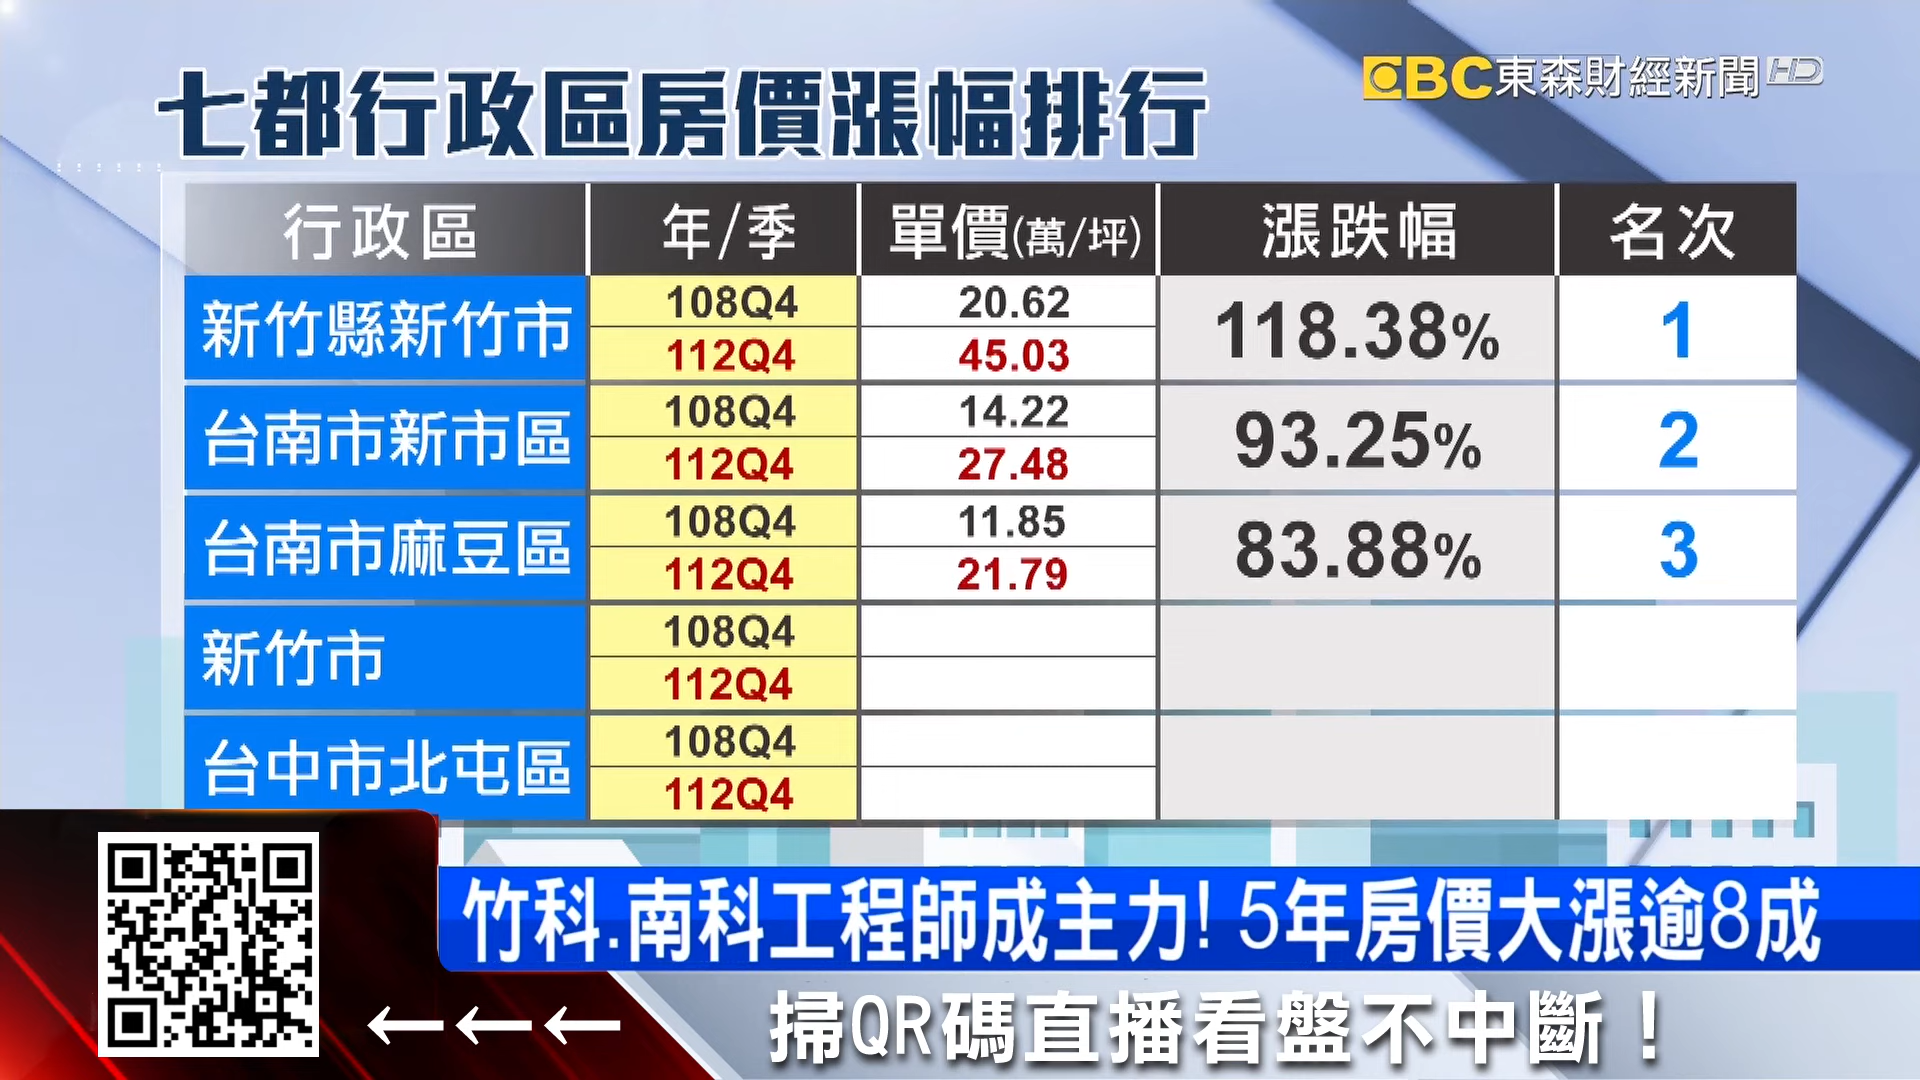 EBC東森財經新聞HD
七都行政區房價漲幅排行
行政區 年/季 單價(萬/坪) 漲跌幅 名次
新竹縣新竹市 108Q4 20.62 118.38% 1
112Q4 45.03
台南市新市區 108Q4 14.22 93.25% 2
112Q4 27.48
台南市麻豆區 108Q4 11.85 83.88% 3
112Q4 21.79
新竹市 108Q4
112Q4
台中市北屯區 108Q4
112Q4
竹科.南科工程師成主力! 5年房價大漲逾8成
←←← 掃QR碼直播看盤不中斷！